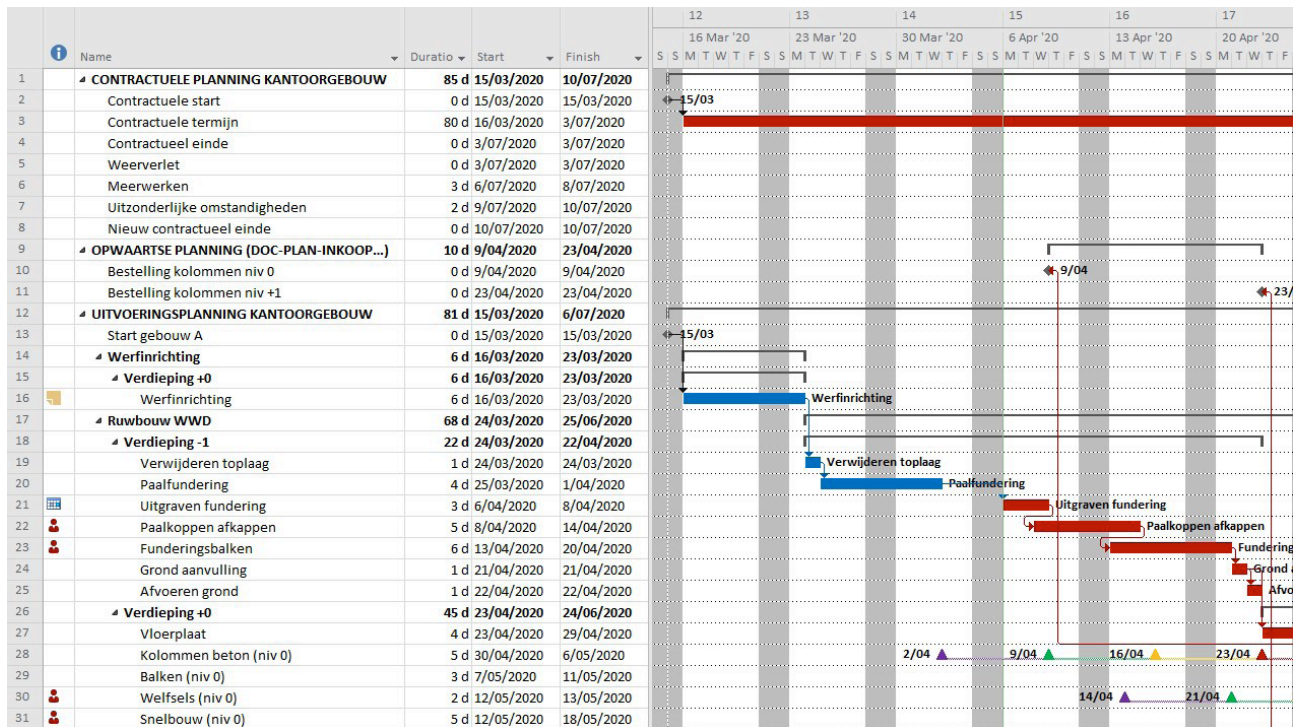 12 13 14 15 16 17
16 Mar '20 23 Mar '20 30 Mar '20 6 Apr '20 13 Apr '20 20 Apr '20
Name Duratio Start Finish S S M T W T F S S M T W T F S S M T W T F S S M T W T F S S M T W T F S S M T W T F
1 CONTRACTUELE PLANNING KANTOORGEBOUW 85 d 15/03/2020 10/07/2020
2 Contractuele start 0 d 15/03/2020 15/03/2020 15/03
3 Contractuele termijn 80 d 16/03/2020 3/07/2020
4 Contractueel einde 0 d 3/07/2020 3/07/2020
5 Weerverlet 0 d 3/07/2020 3/07/2020
6 Meerwerken 3 d 6/07/2020 8/07/2020
7 Uitzonderlijke omstandigheden 2 d 9/07/2020 10/07/2020
8 Nieuw contractueel einde 0 d 10/07/2020 10/07/2020
9 OPWAARTSE PLANNING (DOC-PLAN-INKOOP...) 10 d 9/04/2020 23/04/2020
10 Bestelling kolommen niv 0 0 d 9/04/2020 9/04/2020 9/04
11 Bestelling kolommen niv +1 0 d 23/04/2020 23/04/2020 23/
12 UITVOERINGSPLANNING KANTOORGEBOUW 81 d 15/03/2020 6/07/2020
13 Start gebouw A 0 d 15/03/2020 15/03/2020 15/03
14 Werfinrichting 6 d 16/03/2020 23/03/2020
15 Verdieping +0 6 d 16/03/2020 23/03/2020
16 Werfinrichting 6 d 16/03/2020 23/03/2020 Werfinrichting
17 Ruwbouw WWD 68 d 24/03/2020 25/06/2020
18 Verdieping -1 22 d 24/03/2020 22/04/2020
19 Verwijderen toplaag 1 d 24/03/2020 24/03/2020 Verwijderen toplaag
20 Paalfundering 4 d 25/03/2020 1/04/2020 Paalfundering
21 Uitgraven fundering 3 d 6/04/2020 8/04/2020 Uitgraven fundering
22 Paalkoppen afkappen 5 d 8/04/2020 14/04/2020 Paalkoppen afkappen
23 Funderingsbalken 6 d 13/04/2020 20/04/2020 Fundering
24 Grond aanvulling 1 d 21/04/2020 21/04/2020 Grond a
25 Afvoeren grond 1 d 22/04/2020 22/04/2020 Afvo
26 Verdieping +0 45 d 23/04/2020 24/06/2020
27 Vloerplaat 4 d 23/04/2020 29/04/2020
28 Kolommen beton (niv 0) 5 d 30/04/2020 6/05/2020 2/04 9/04 16/04 23/04
29 Balken (niv 0) 3 d 7/05/2020 11/05/2020
30 Welfsels (niv 0) 2 d 12/05/2020 13/05/2020 14/04 21/04
31 Snelbouw (niv 0) 5 d 12/05/2020 18/05/2020